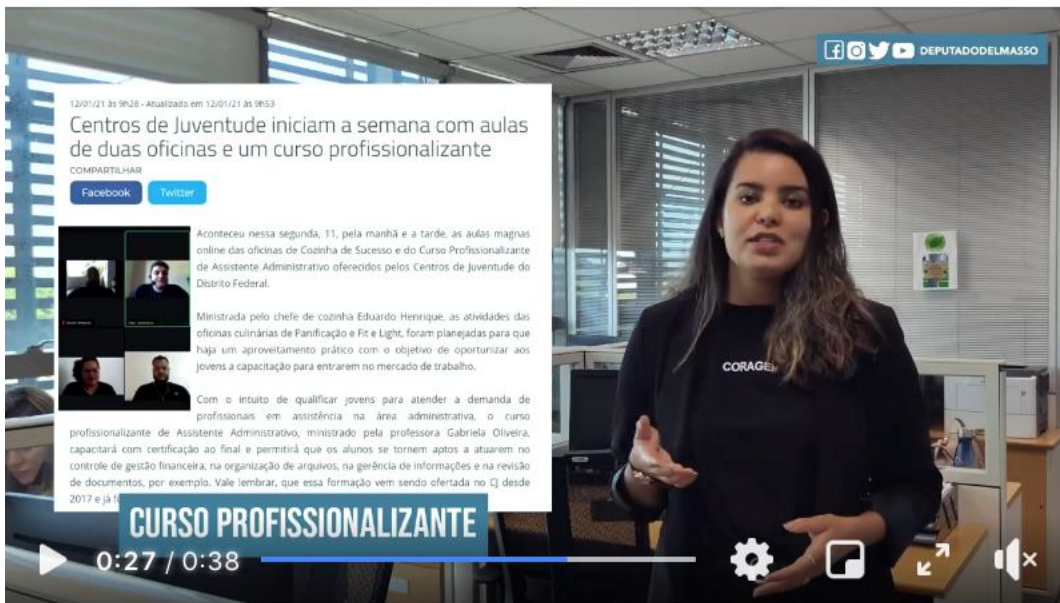 DEPUTADODELMASSO
12/01/21 às 9h28 - Atualizado em 12/01/21 às 9h53
Centros de Juventude iniciam a semana com aulas
de duas oficinas e um curso profissionalizante
COMPARTILHAR
Facebook Twitter
Aconteceu nessa segunda, 11, pela manhã e a tarde, as aulas magnas
online das oficinas de Cozinha de Sucesso e do Curso Profissionalizante
de Assistente Administrativo oferecidos pelos Centros de Juventude do
Distrito Federal.
Ministrada pelo chefe de cozinha Eduardo Henrique, as atividades das
oficinas culinárias de Panificação e Fit e Light, foram planejadas para que
haja um aproveitamento prático com o objetivo de oportunizar aos
jovens a capacitação para entrarem no mercado de trabalho.
Com o intuito de qualificar jovens para atender a demanda de
profissionais em assistência na área administrativa, o curso
profissionalizante de Assistente Administrativo, ministrado pela professora Gabriela Oliveira,
capacitará com certificação ao final e permitirá que os alunos se tornem aptos a atuarem no
controle de gestão financeira, na organização de arquivos, na gerência de informações e na revisão
de documentos, por exemplo. Vale lembrar, que essa formação vem sendo ofertada no CJ desde
2017 e já
CORAGE
CURSO PROFISSIONALIZANTE
0:27 / 0:38